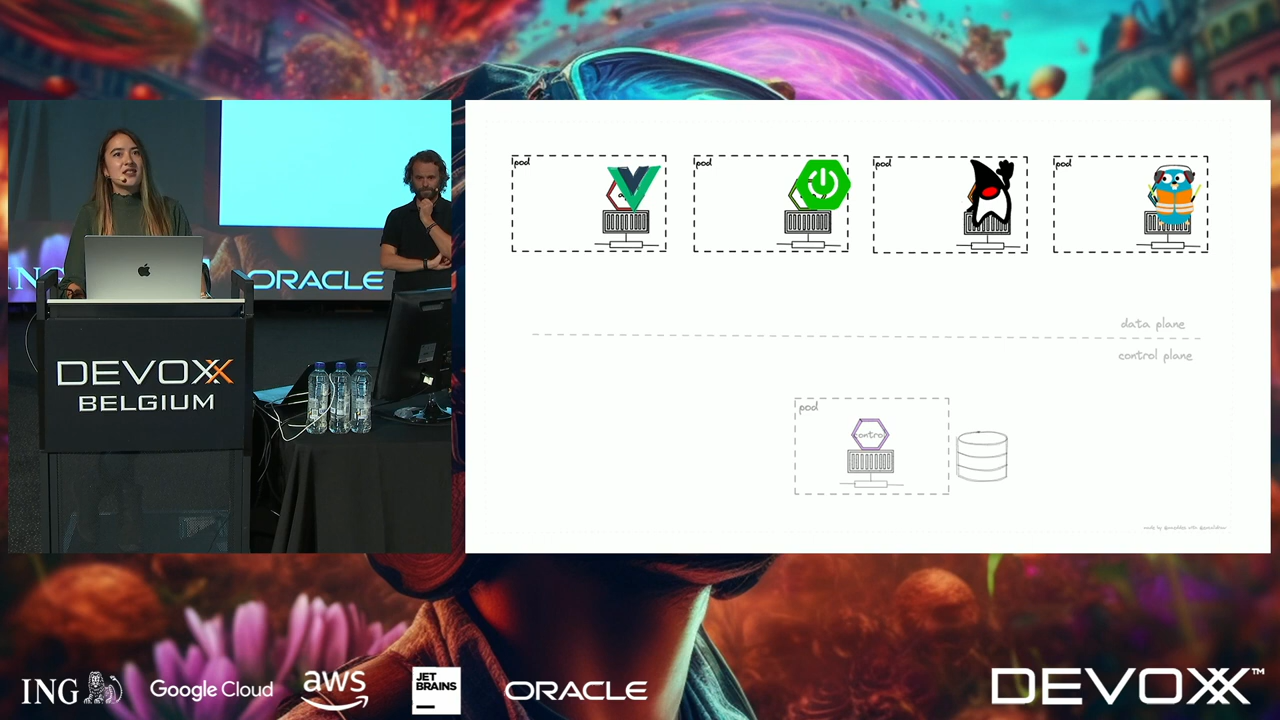 ORACLE
DEVOXX
BELGIUM
pod
pod
pod
pod
data plane
control plane
pod
control
ING
Google Cloud
aws
JET
BRAINS
ORACLE
DEVOXX™